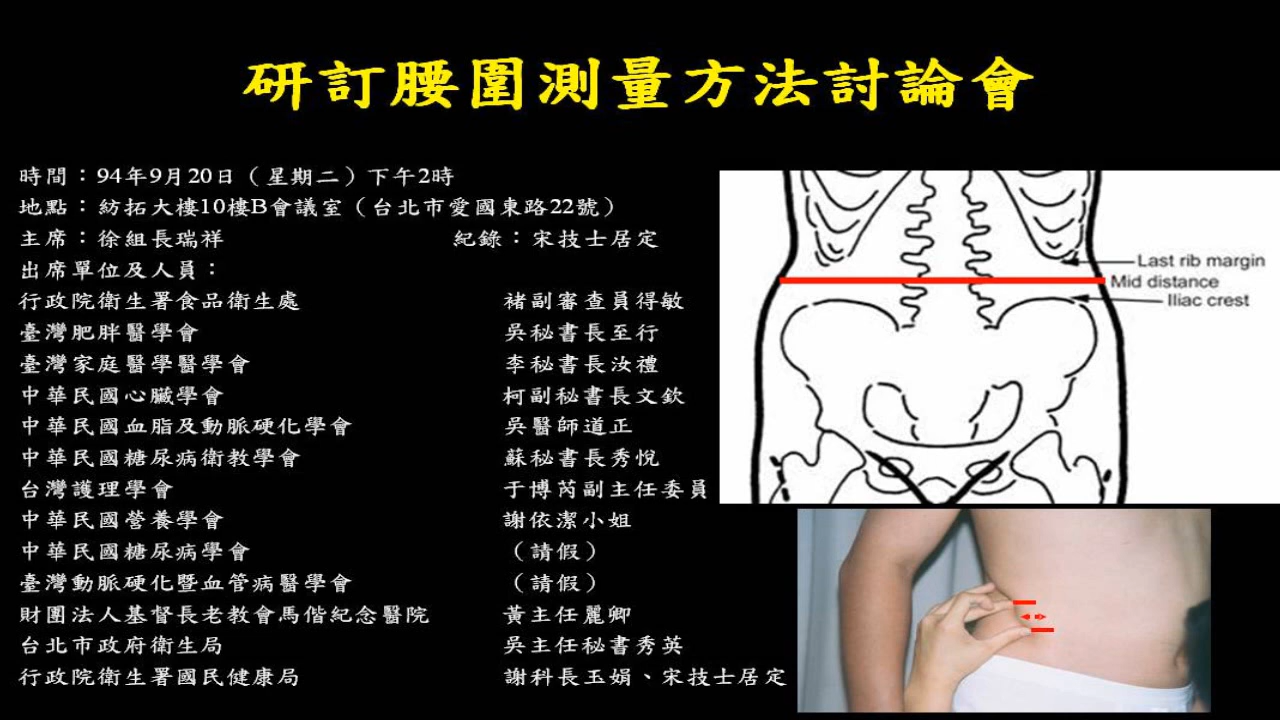 研訂腰圍測量方法討論會
時間：94年9月20日（星期二）下午2時
地點：紡拓大樓10樓B會議室（台北市愛國東路22號）
主席：徐組長瑞祥 紀錄：宋技士居定
出席單位及人員：
行政院衛生署食品衛生處 褚副審查員得敏
臺灣肥胖醫學會 吳秘書長至行
臺灣家庭醫學醫學會 李秘書長汝禮
中華民國心臟學會 柯副秘書長文欽
中華民國血脂及動脈硬化學會 吳醫師道正
中華民國糖尿病衛教學會 蘇秘書長秀悅
台灣護理學會 于博芮副主任委員
中華民國營養學會 謝依潔小姐
中華民國糖尿病學會 （請假）
臺灣動脈硬化暨血管病醫學會 （請假）
財團法人基督長老教會馬偕紀念醫院 黃主任麗卿
台北市政府衛生局 吳主任秘書秀英
行政院衛生署國民健康局 謝科長玉娟、宋技士居定
Last rib margin
Mid distance
Iliac crest